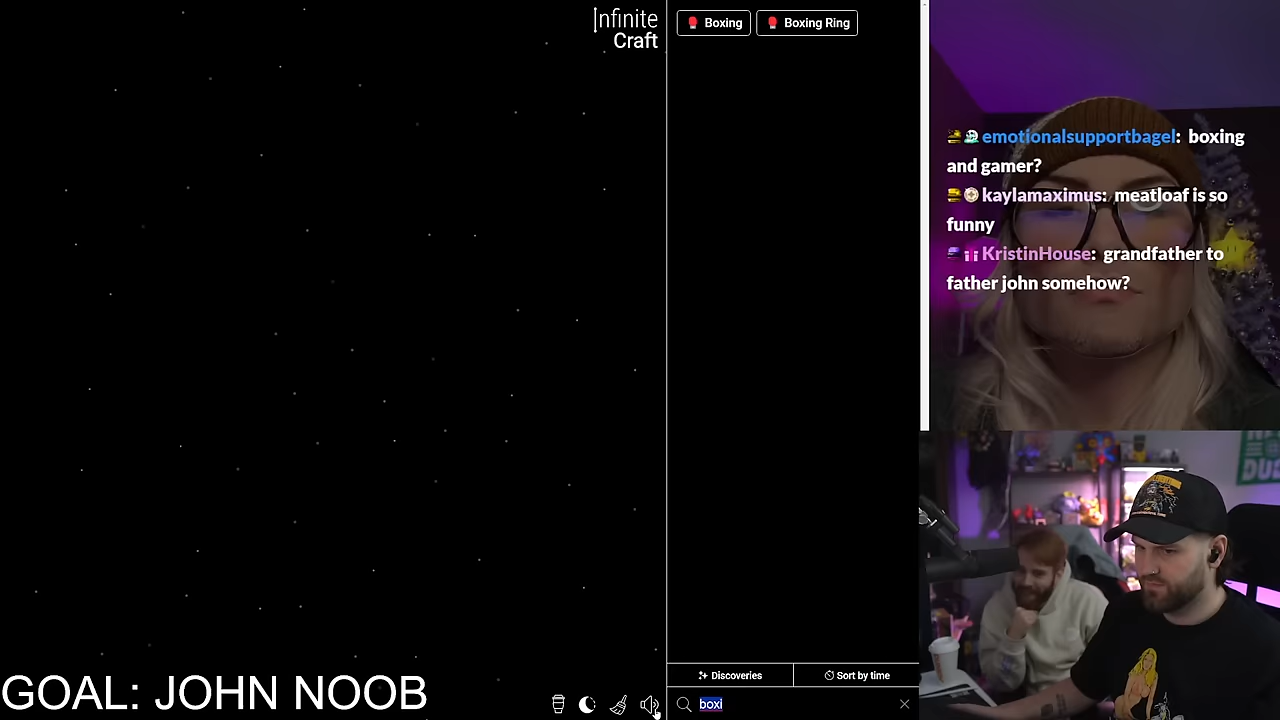 Infinite
Craft
Boxing
Boxing Ring
emotionalsupportbagel: boxing
and gamer?
kaylamaximus: meatloaf is so
funny
KristinHouse: grandfather to
father john somehow?
GOAL: JOHN NOOB
Discoveries
Sort by time
boxi